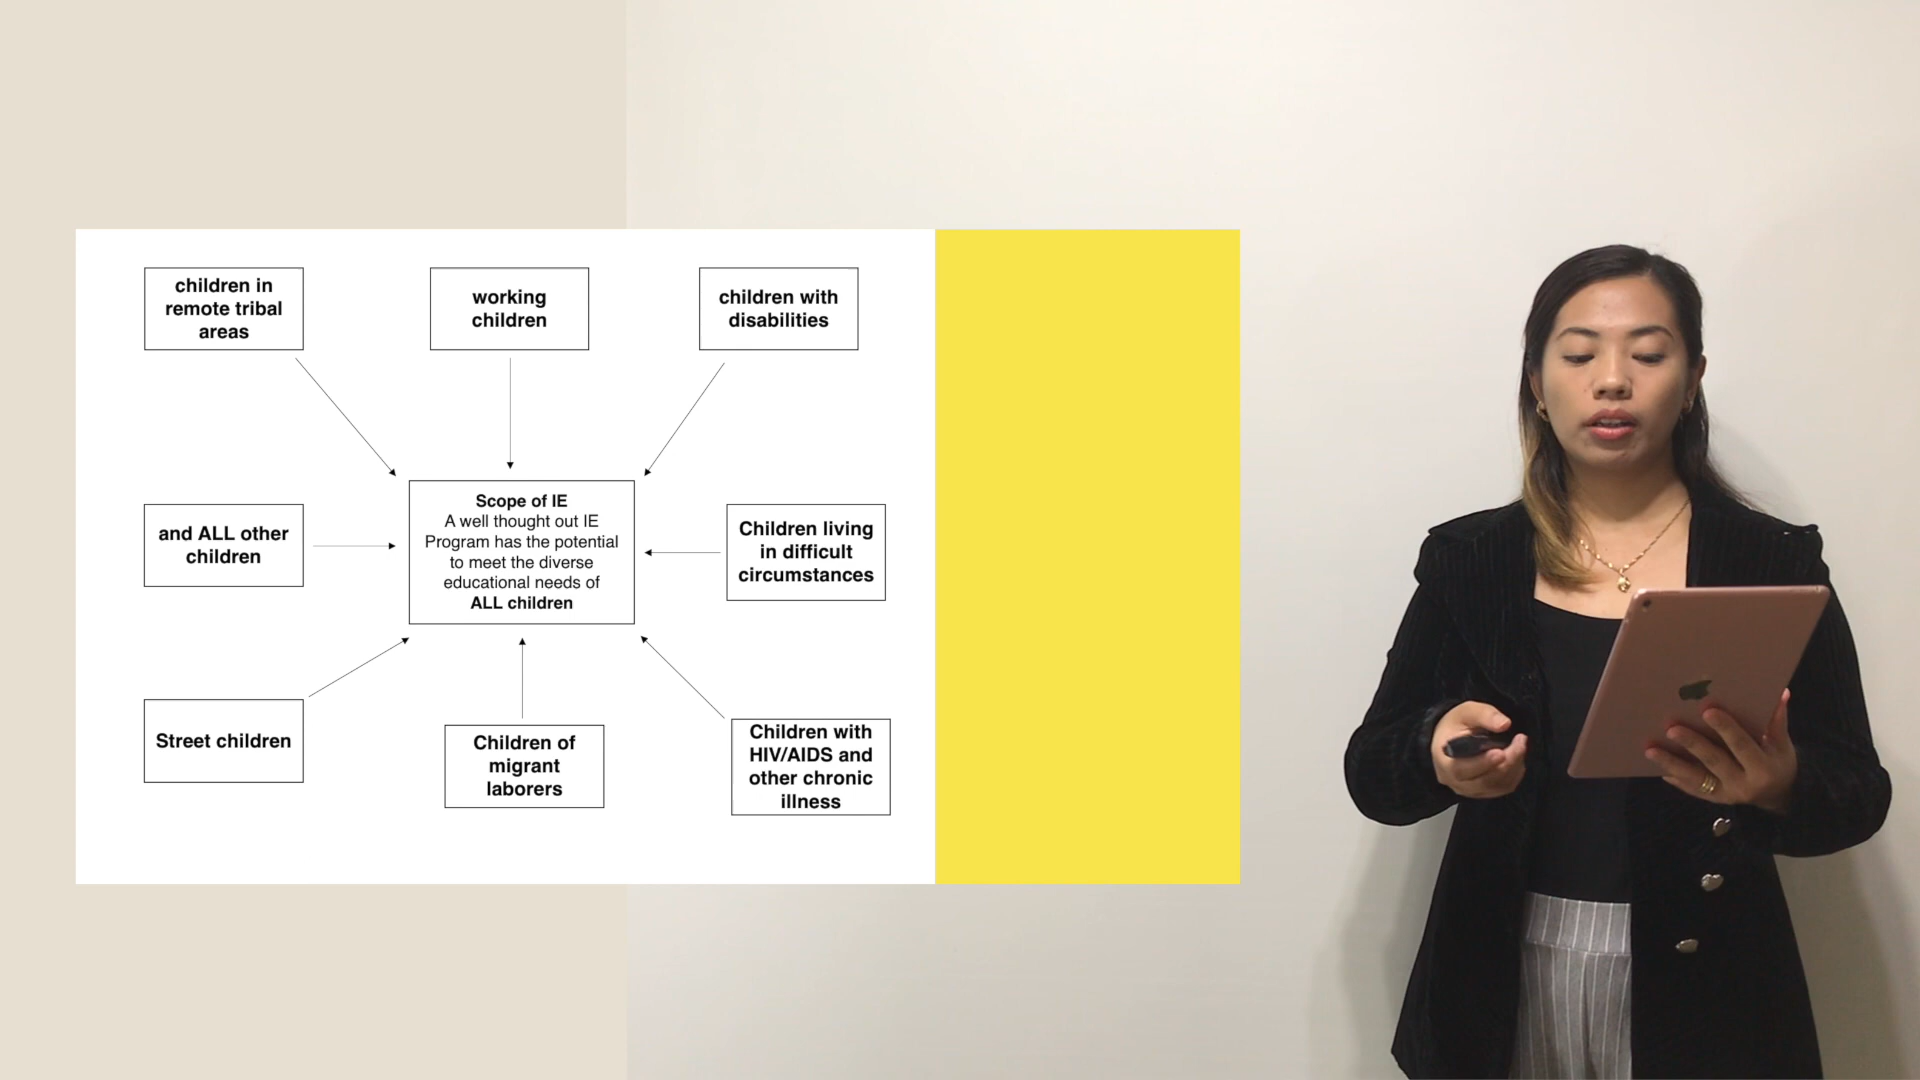 children in
remote tribal
areas
working
children
children with
disabilities
and ALL other
children
Scope of IE
A well thought out IE
Program has the potential
to meet the diverse
educational needs of
ALL children
Children living
in difficult
circumstances
Street children
Children of
migrant
laborers
Children with
HIV/AIDS and
other chronic
illness